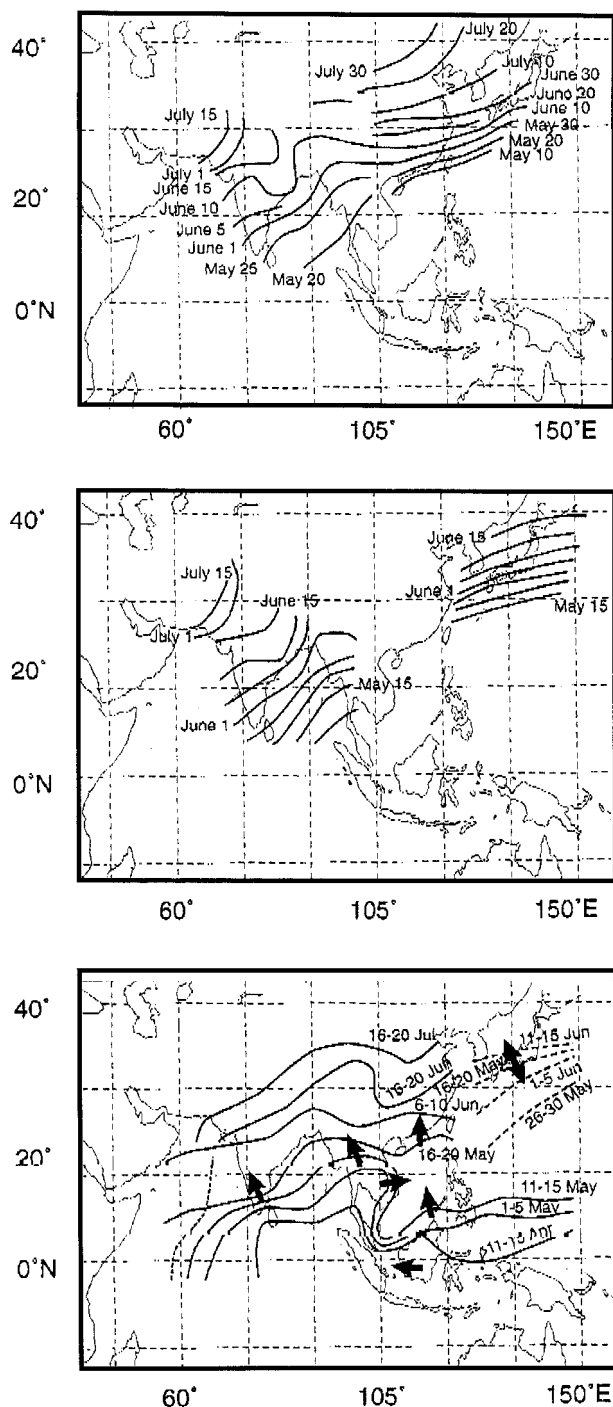 40°
July 20
July 30
July 10
June 30
June 20
June 10
May 30
May 20
May 10
July 15
July 1
June 15
20°
June 10
June 5
June 1
May 25
May 20
0°N
60°
105°
150°E
40°
June 15
July 15
June 15
June 1
May 15
July 1
20°
May 15
June 1
0°N
60°
105°
150°E
40°
16-20 Jul
11-15 Jun
16-20 Jun
16-20 May
1-5 Jun
6-10 Jun
26-30 May
20°
16-20 May
11-15 May
1-5 May
0°N
60°
105°
150°E